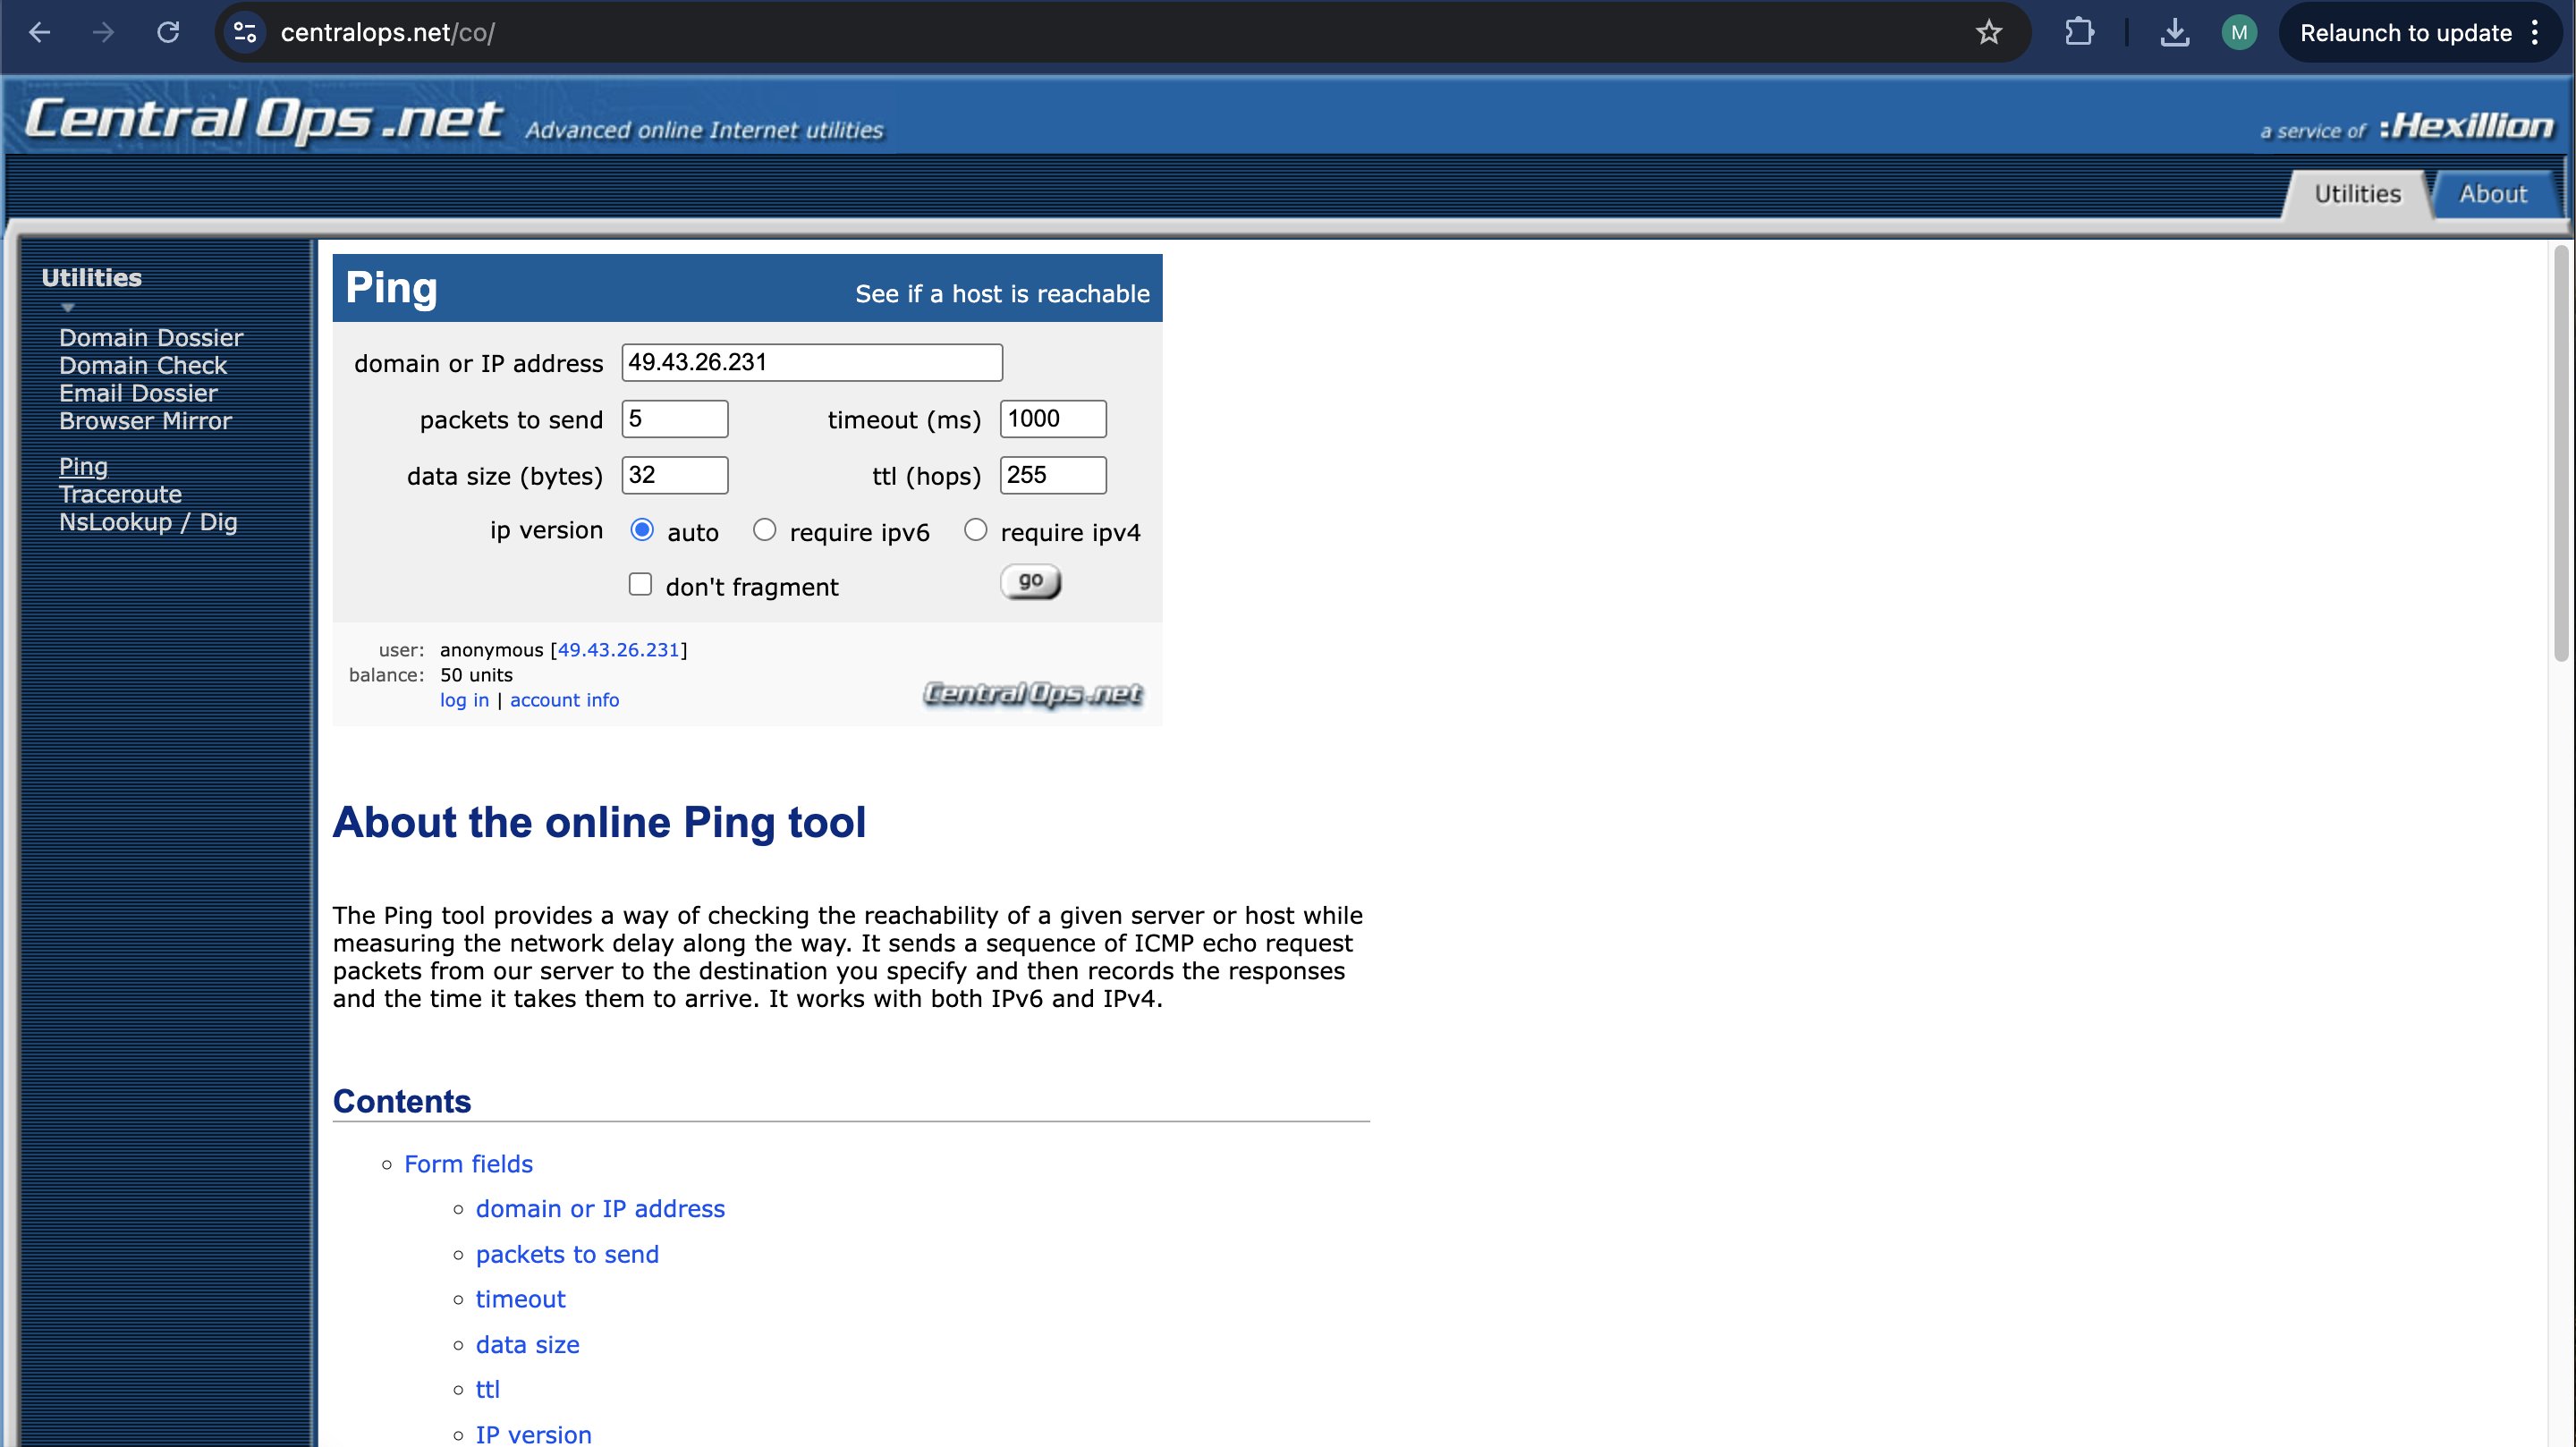 centralops.net/co/
M
Relaunch to update
CentralOps.net Advanced online Internet utilities
a service of :Hexillion
Utilities About
Utilities
Domain Dossier
Domain Check
Email Dossier
Browser Mirror
Ping
Traceroute
NsLookup / Dig
Ping See if a host is reachable
domain or IP address 49.43.26.231
packets to send 5 timeout (ms) 1000
data size (bytes) 32 ttl (hops) 255
ip version auto require ipv6 require ipv4
don't fragment go
user: anonymous [49.43.26.231]
balance: 50 units
log in | account info
CentralOps.net
About the online Ping tool
The Ping tool provides a way of checking the reachability of a given server or host while
measuring the network delay along the way. It sends a sequence of ICMP echo request
packets from our server to the destination you specify and then records the responses
and the time it takes them to arrive. It works with both IPv6 and IPv4.
Contents
Form fields
domain or IP address
packets to send
timeout
data size
ttl
IP version